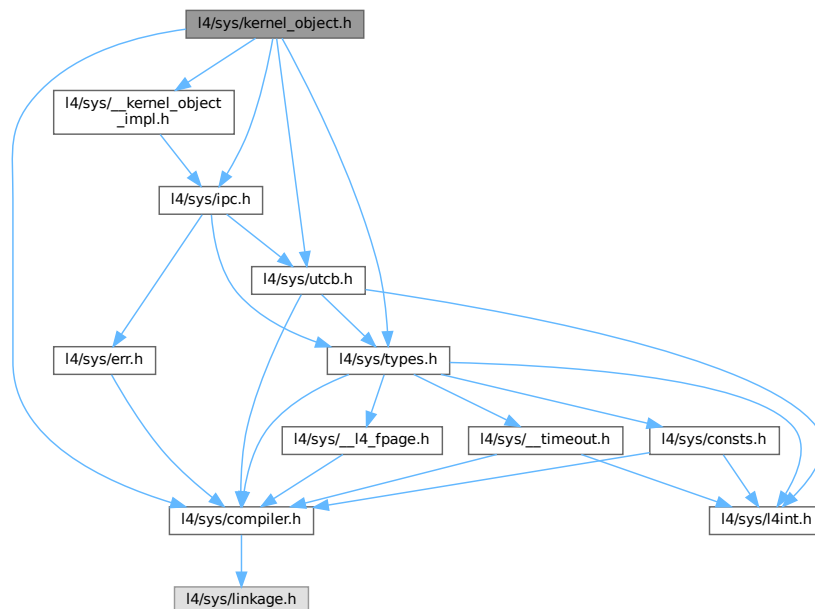 l4/sys/kernel_object.h
l4/sys/__kernel_object
_impl.h
l4/sys/ipc.h
l4/sys/utcb.h
l4/sys/err.h
l4/sys/types.h
l4/sys/__l4_fpage.h
l4/sys/__timeout.h
l4/sys/consts.h
l4/sys/compiler.h
l4/sys/l4int.h
l4/sys/linkage.h